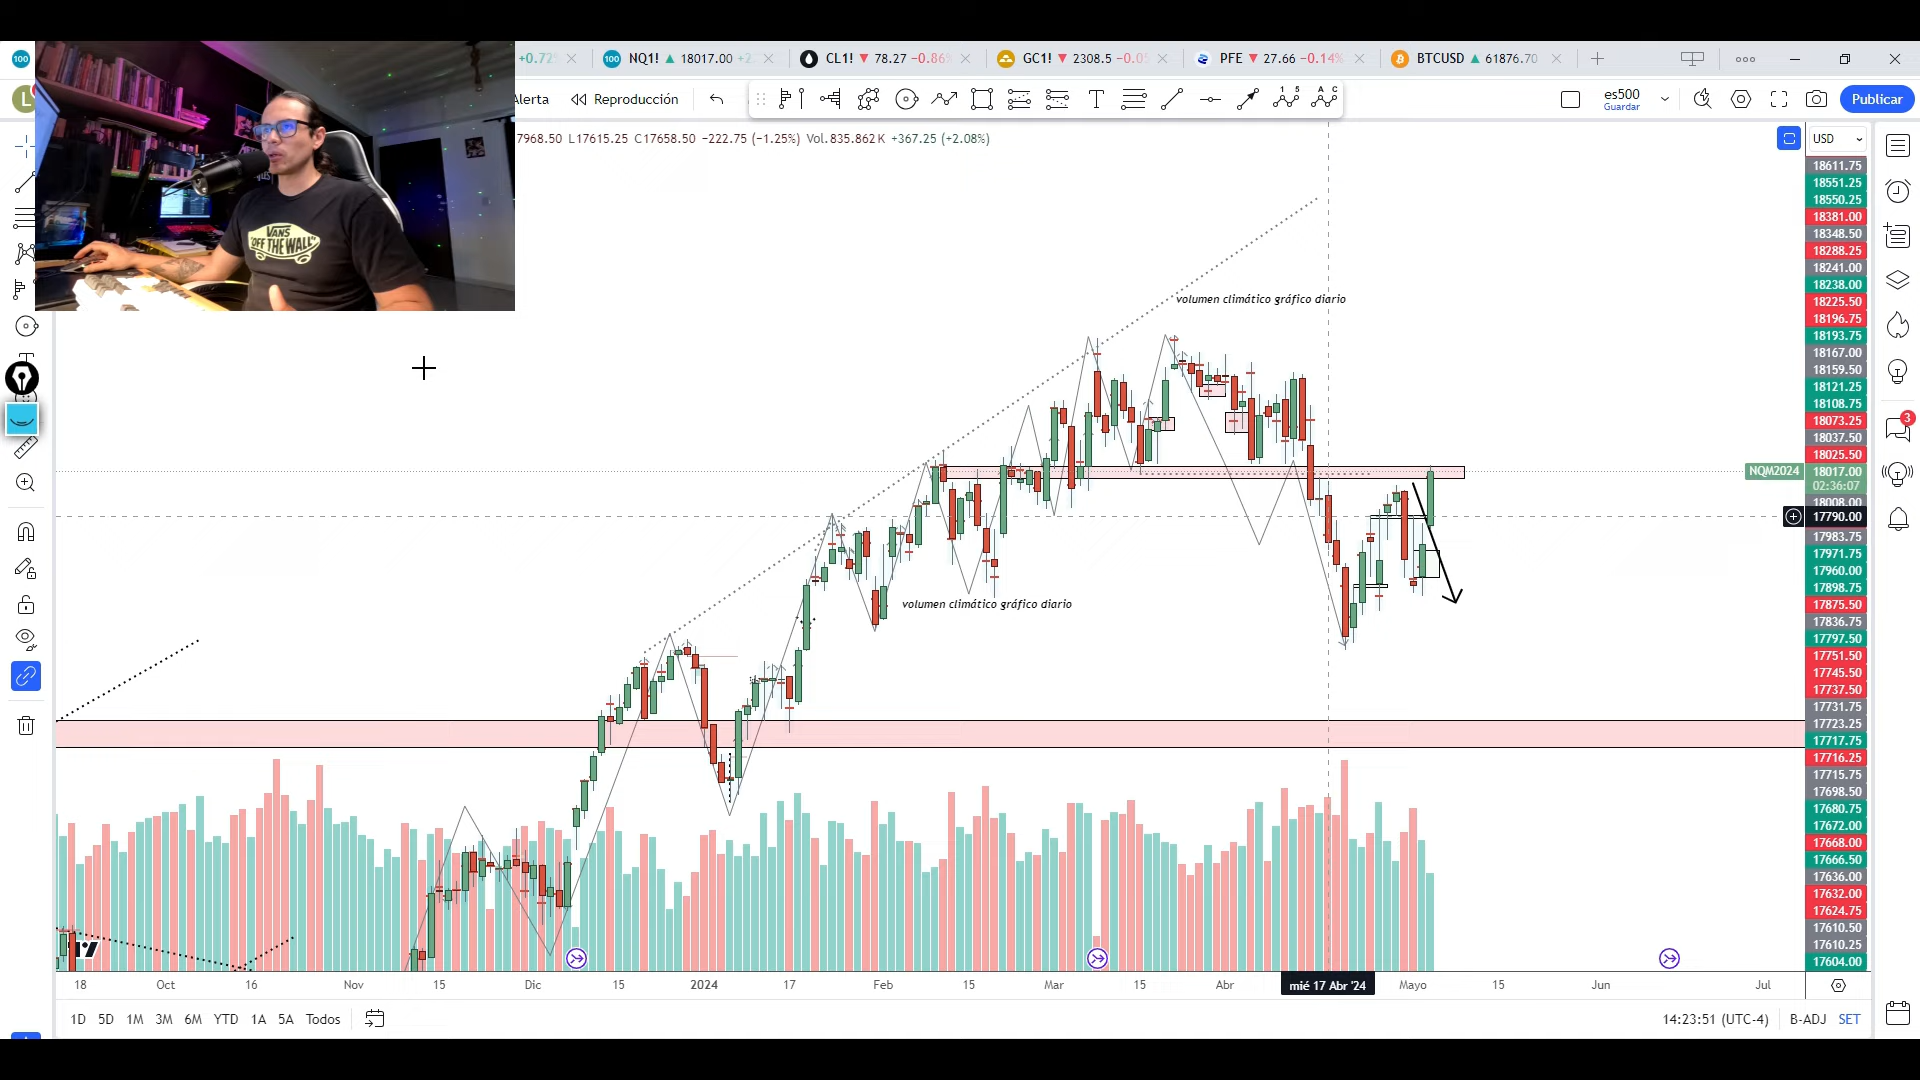 100
+0.72
100 NQ1! ▲ 18017.00 +2
CL1! ▼ 78.27 −0.86
GC1! ▼ 2308.5 −0.0
PFE ▼ 27.66 −0.14%
BTCUSD ▲ 61876.70
L
Alerta
Reproducción
es500
Guardar
Publicar
7968.50 L17615.25 C17658.50 −222.75 (−1.25%) Vol.835.862K +367.25 (+2.08%)
USD
VANS
"OFF THE WALL"
volumen climático gráfico diario
volumen climático gráfico diario
18611.75
18551.25
18550.25
18381.00
18348.50
18288.25
18241.00
18238.00
18225.50
18196.75
18193.75
18167.00
18159.50
18121.25
18108.75
18073.25
18037.50
18025.50
NQM2024 18017.00
02:36:07
18008.00
17790.00
17983.75
17971.75
17960.00
17898.75
17875.50
17836.75
17797.50
17751.50
17745.50
17737.50
17731.75
17723.25
17717.75
17716.25
17715.75
17698.50
17680.75
17672.00
17668.00
17666.50
17636.00
17632.00
17624.75
17610.50
17610.25
17604.00
3
18 Oct 16 Nov 15 Dic 15 2024 17 Feb 15 Mar 15 Abr mié 17 Abr '24 Mayo 15 Jun Jul
1D 5D 1M 3M 6M YTD 1A 5A Todos
14:23:51 (UTC-4) B-ADJ SET